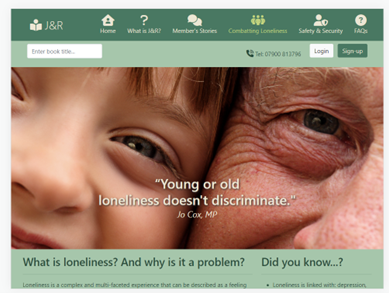 J&R
Home What is J&R? Member's Stories Combatting Loneliness Safety & Security FAQs
Enter book title... Tel: 07900 813796 Login Sign-up
"Young or old
loneliness doesn't discriminate."
Jo Cox, MP
What is loneliness? And why is it a problem? Did you know...?
Loneliness is a complex and multi-faceted experience that can be described as a feeling
Loneliness is linked with: depression,